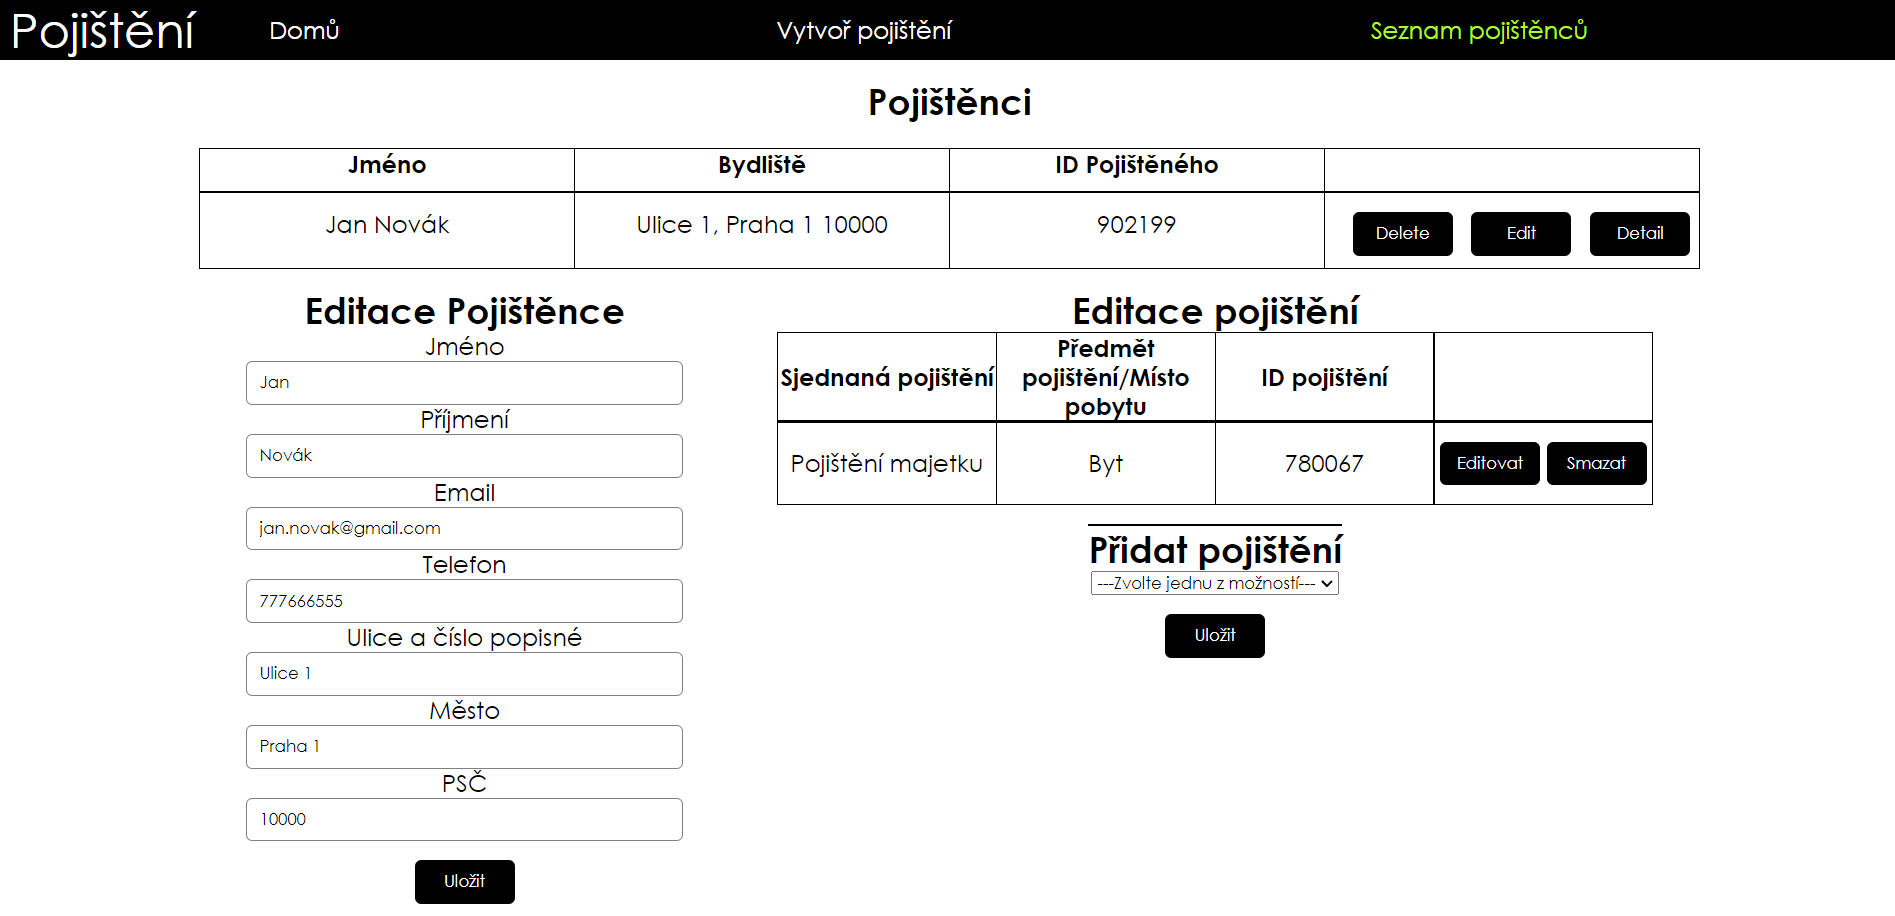 Pojištění Domů Vytvoř pojištění Seznam pojištěnců
Pojištěnci
Jméno Bydliště ID Pojištěného
Jan Novák Ulice 1, Praha 1 10000 902199 Delete Edit Detail
Editace Pojištěnce
Jméno
Jan
Příjmení
Novák
Email
jan.novak@gmail.com
Telefon
777666555
Ulice a číslo popisné
Ulice 1
Město
Praha 1
PSČ
10000
Uložit
Editace pojištění
Sjednaná pojištění Předmět pojištění/Místo pobytu ID pojištění
Pojištění majetku Byt 780067 Editovat Smazat
Přidat pojištění
---Zvolte jednu z možností---
Uložit